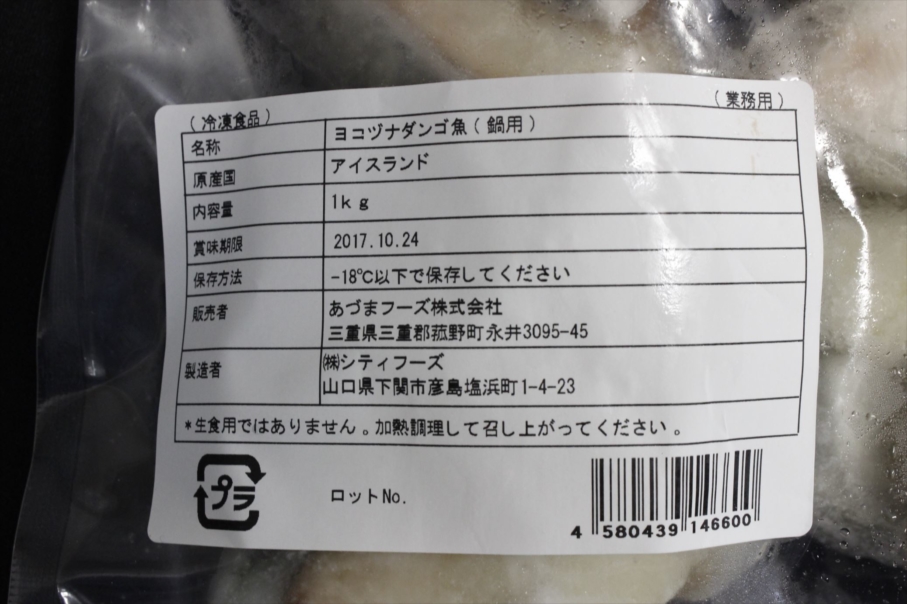 (冷凍食品)
(業務用)
名称 ヨコヅナダンゴ魚(鍋用)
原産国 アイスランド
内容量 1kg
賞味期限 2017.10.24
保存方法 -18℃以下で保存してください
販売者 あづまフーズ株式会社
三重県三重郡菰野町永井3095-45
製造者 ㈱シティフーズ
山口県下関市彦島塩浜町1-4-23
*生食用ではありません。加熱調理して召し上がってください。
プラ
ロットNo.
4 580439 146600